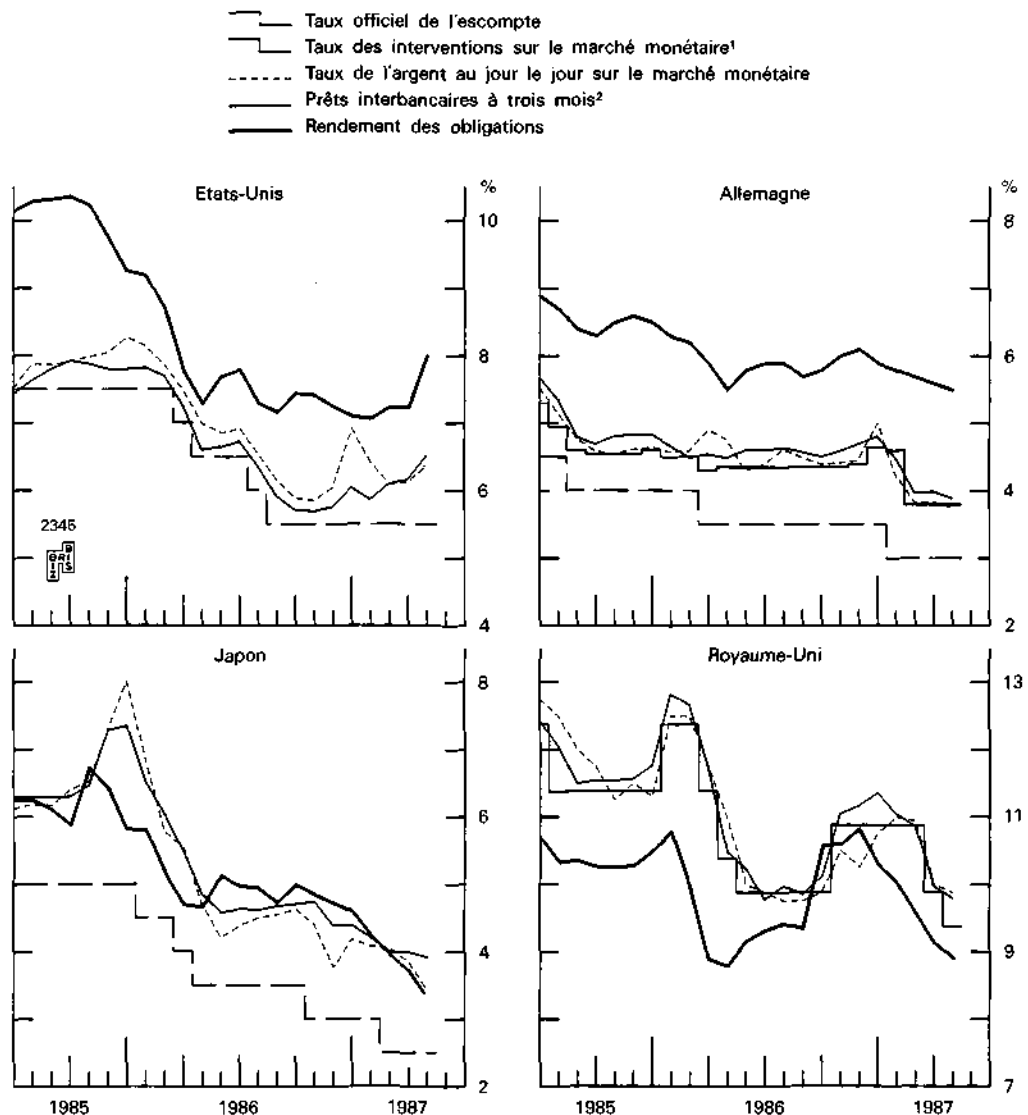 Taux officiel de l'escompte
Taux des interventions sur le marché monétaire¹
Taux de l'argent au jour le jour sur le marché monétaire
Prêts interbancaires à trois mois²
Rendement des obligations
Etats-Unis
%
10
8
6
4
2346
Allemagne
%
8
6
4
2
Japon
8
6
4
2
Royaume-Uni
13
11
9
7
1985 1986 1987
1985 1986 1987